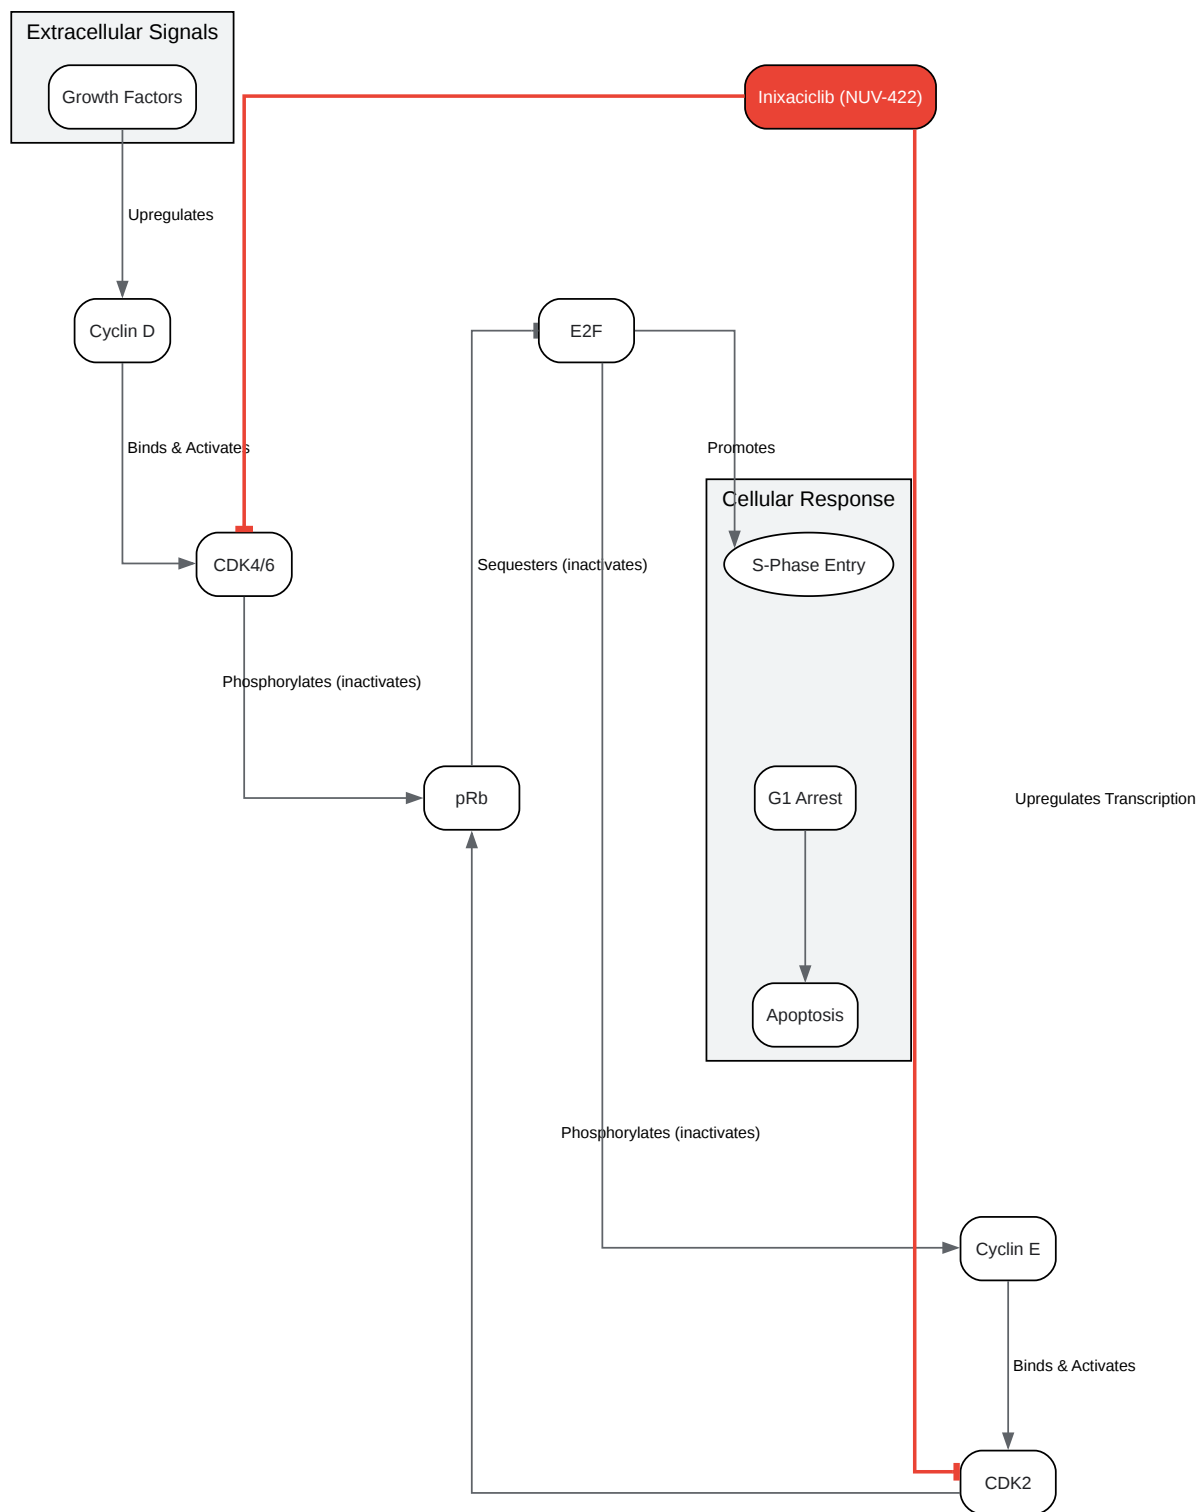 Extracellular Signals
Growth Factors
Inixaciclib (NUV-422)
Upregulates
Cyclin D
E2F
Binds & Activates
Promotes
Cellular Response
CDK4/6
Sequesters (inactivates)
S-Phase Entry
Phosphorylates (inactivates)
pRb
G1 Arrest
Upregulates Transcription
Apoptosis
Phosphorylates (inactivates)
Cyclin E
Binds & Activates
CDK2